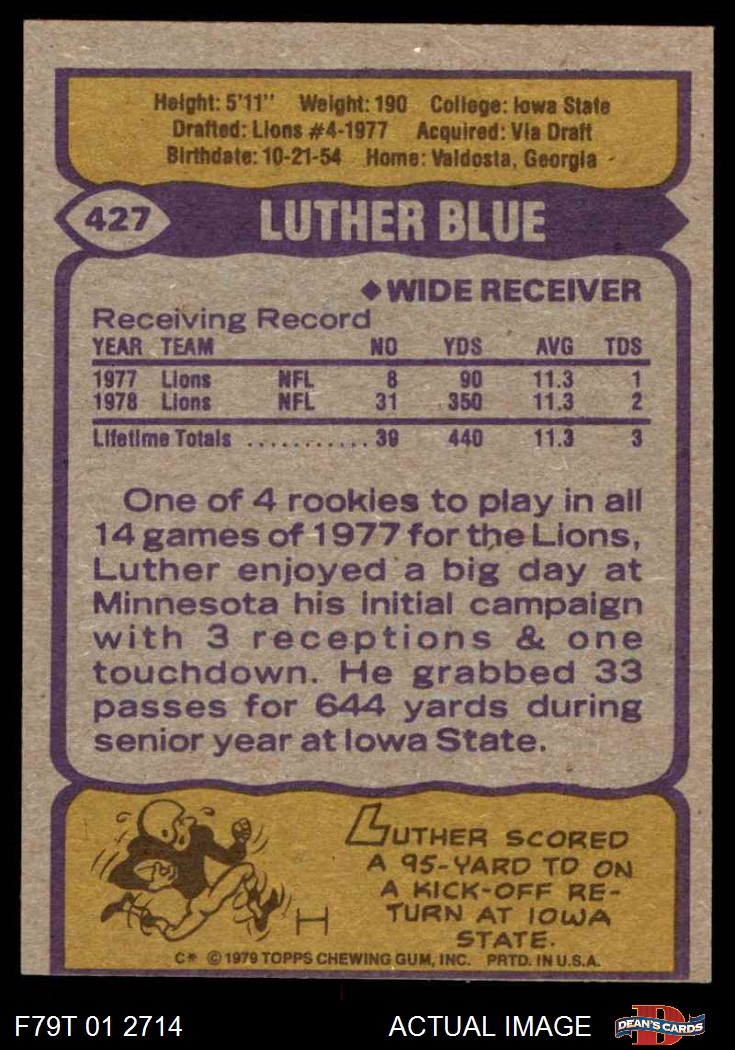 Height: 5'11" Weight: 190 College: Iowa State
Drafted: Lions #4-1977 Acquired: Via Draft
Birthdate: 10-21-54 Home: Valdosta, Georgia
427 LUTHER BLUE
◆WIDE RECEIVER
Receiving Record
YEAR TEAM NO YDS AVG TDS
1977 Lions NFL 8 90 11.3 1
1978 Lions NFL 31 350 11.3 2
Lifetime Totals ............ 39 440 11.3 3
One of 4 rookies to play in all
14 games of 1977 for the Lions,
Luther enjoyed a big day at
Minnesota his initial campaign
with 3 receptions & one
touchdown. He grabbed 33
passes for 644 yards during
senior year at Iowa State.
LUTHER SCORED
A 95-YARD TD ON
A KICK-OFF RE-
TURN AT IOWA
STATE.
C* © 1979 TOPPS CHEWING GUM, INC. PRTD. IN U.S.A.
F79T 01 2714 ACTUAL IMAGE D DEAN'S CARDS